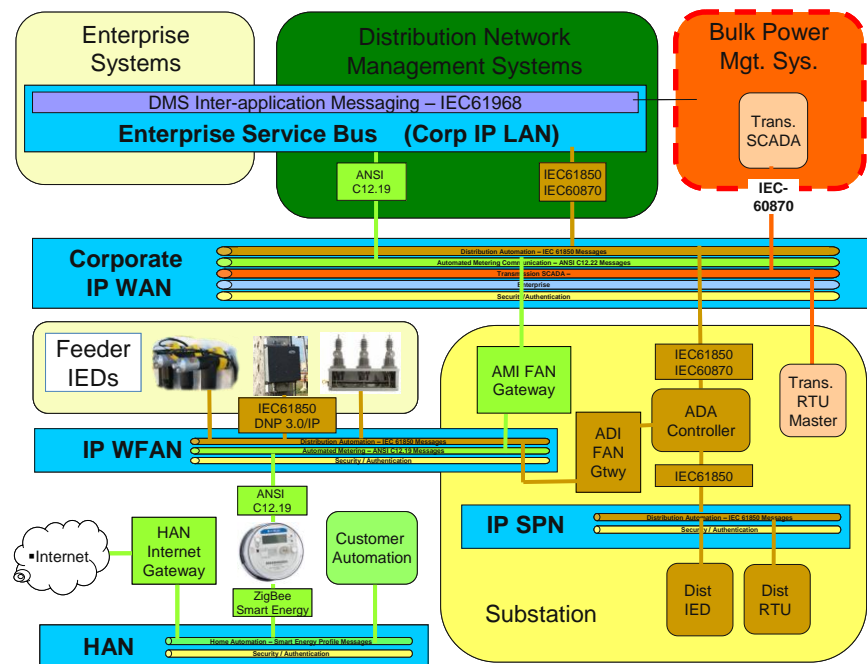 Enterprise
Systems
Distribution Network
Management Systems
Bulk Power
Mgt. Sys.
DMS Inter-application Messaging – IEC61968
Enterprise Service Bus (Corp IP LAN)
Trans.
SCADA
ANSI
C12.19
IEC61850
IEC60870
IEC-
60870
Corporate
IP WAN
Distribution Automation – IEC 61850 Messages
Automated Metering Communication – ANSI C12.22 Messages
Transmission SCADA –
Enterprise
Security /Authentication
Feeder
IEDs
AMI FAN
Gateway
IEC61850
IEC60870
Trans.
RTU
Master
IEC61850
DNP 3.0/IP
ADI
FAN
Gtwy
ADA
Controller
IP WFAN
Distribution Automation – IEC 61850 Messages
Automated Metering – ANSI C12.19 Messages
Security / Authentication
IEC61850
ANSI
C12.19
IP SPN
Distribution Automation – IEC 61850 Messages
Security / Authentication
▪Internet
HAN
Internet
Gateway
Customer
Automation
ZigBee
Smart Energy
Dist
IED
Dist
RTU
Substation
HAN
Home Automation – Smart Energy Profile Messages
Security / Authentication